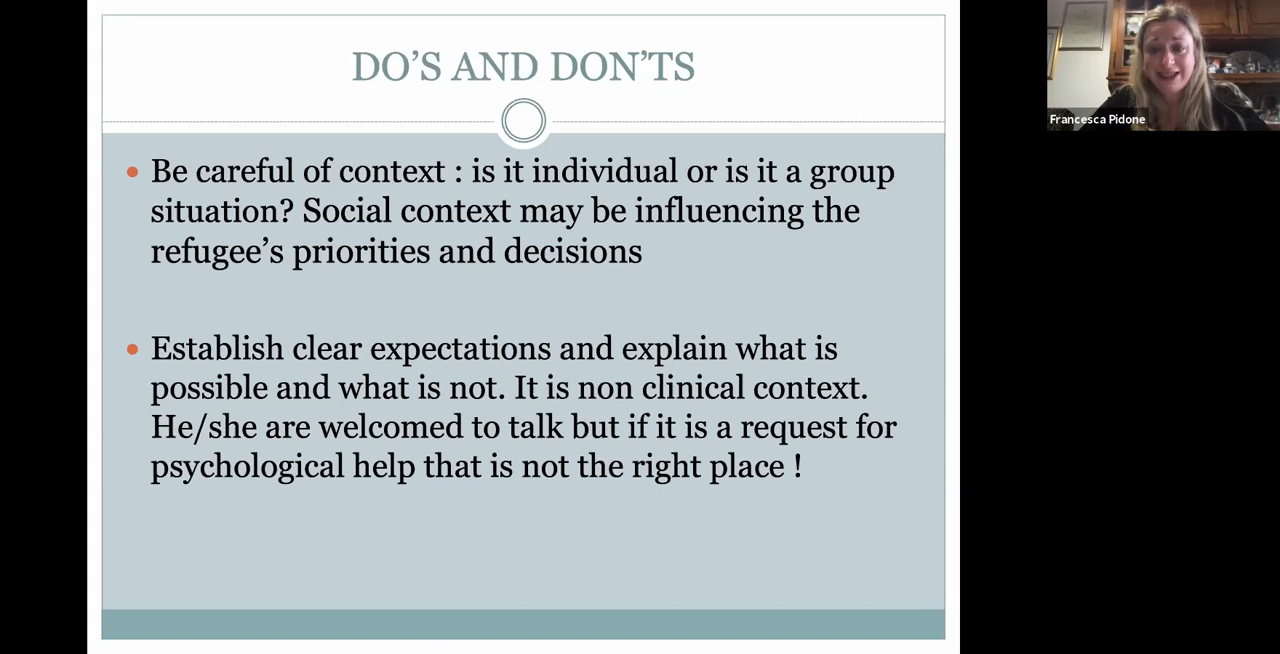 DO’S AND DON’TS
• Be careful of context : is it individual or is it a group
situation? Social context may be influencing the
refugee’s priorities and decisions
• Establish clear expectations and explain what is
possible and what is not. It is non clinical context.
He/she are welcomed to talk but if it is a request for
psychological help that is not the right place !
Francesca Pidone